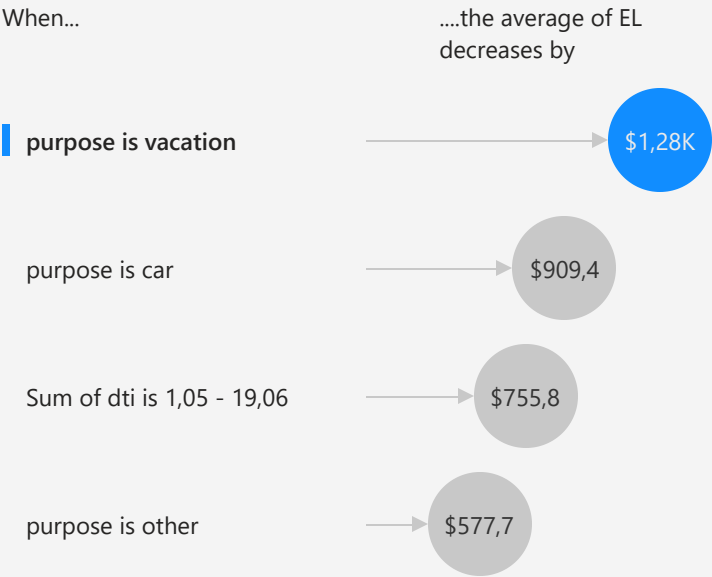 When...
....the average of EL
decreases by
purpose is vacation
$1,28K
purpose is car
$909,4
Sum of dti is 1,05 - 19,06
$755,8
purpose is other
$577,7